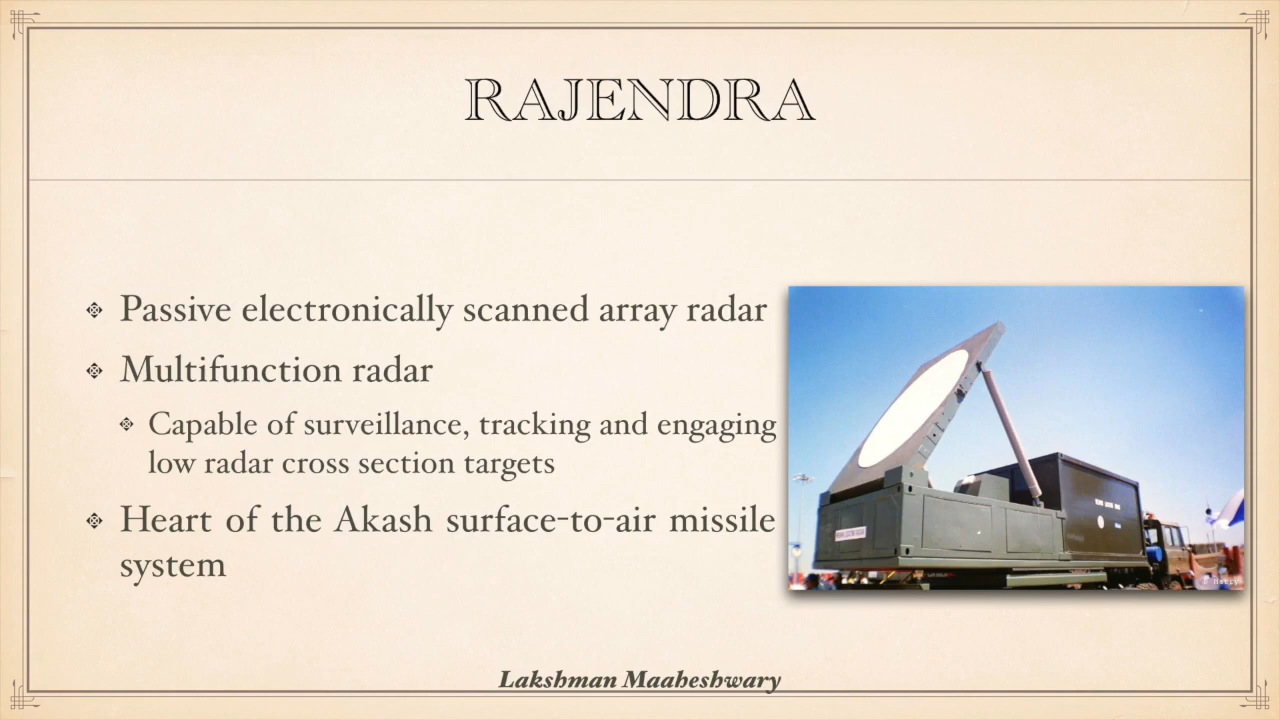 RAJENDRA
Passive electronically scanned array radar
Multifunction radar
Capable of surveillance, tracking and engaging
low radar cross section targets
Heart of the Akash surface-to-air missile
system
Lakshman Maaheshwary